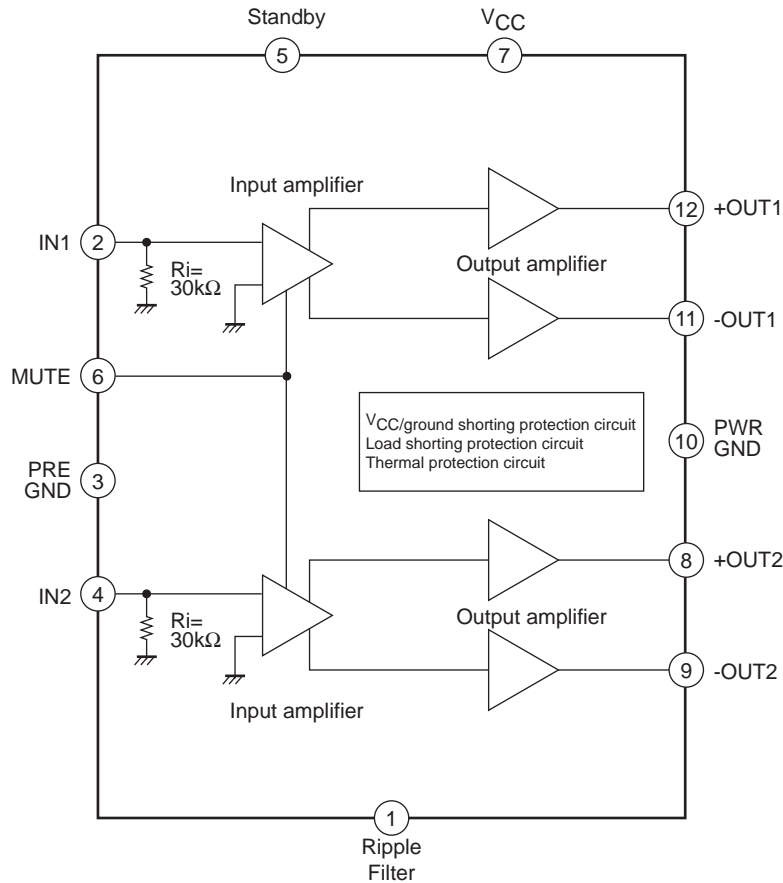 Standby
VCC
5
7
Input amplifier
12
+OUT1
IN1
2
Ri=
30kΩ
Output amplifier
11
-OUT1
MUTE
6
VCC/ground shorting protection circuit
Load shorting protection circuit
Thermal protection circuit
10
PWR
GND
PRE
GND
3
8
+OUT2
IN2
4
Ri=
30kΩ
Output amplifier
9
-OUT2
Input amplifier
1
Ripple
Filter